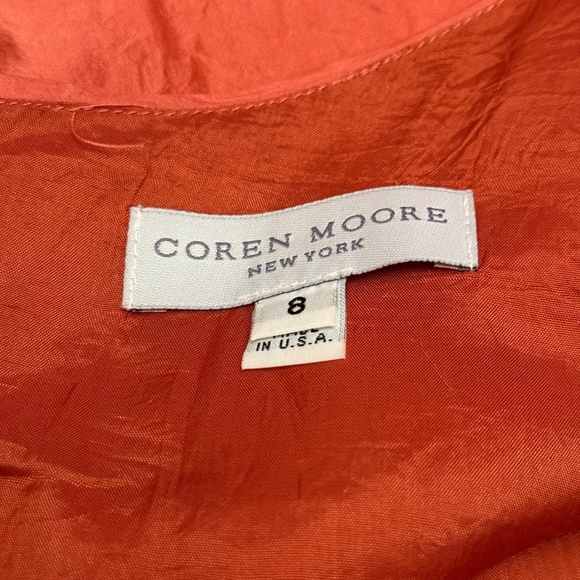 COREN MOORE
NEW YORK
8
IN U.S.A.